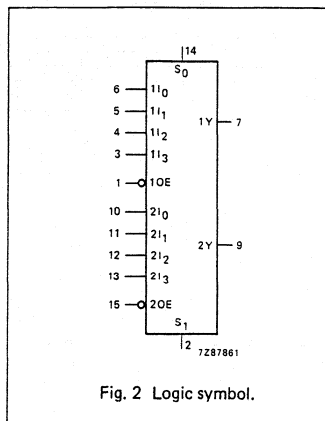 14
S0
6 1I0
5 1I1
1Y 7
4 1I2
3 1I3
1 1OE
10 2I0
11 2I1
2Y 9
12 2I2
13 2I3
15 2OE
S1
2
7Z87861
Fig. 2 Logic symbol.